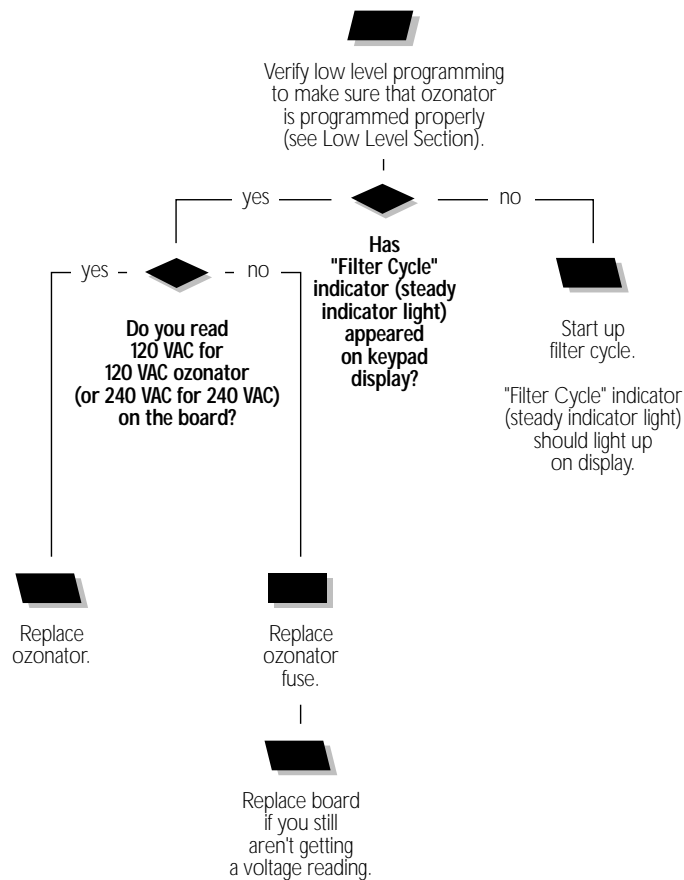 Verify low level programming
to make sure that ozonator
is programmed properly
(see Low Level Section).
yes
no
Has
"Filter Cycle"
indicator (steady
indicator light)
appeared
on keypad
display?
yes
no
Do you read
120 VAC for
120 VAC ozonator
(or 240 VAC for 240 VAC)
on the board?
Start up
filter cycle.
"Filter Cycle" indicator
(steady indicator light)
should light up
on display.
Replace
ozonator.
Replace
ozonator
fuse.
Replace board
if you still
aren't getting
a voltage reading.